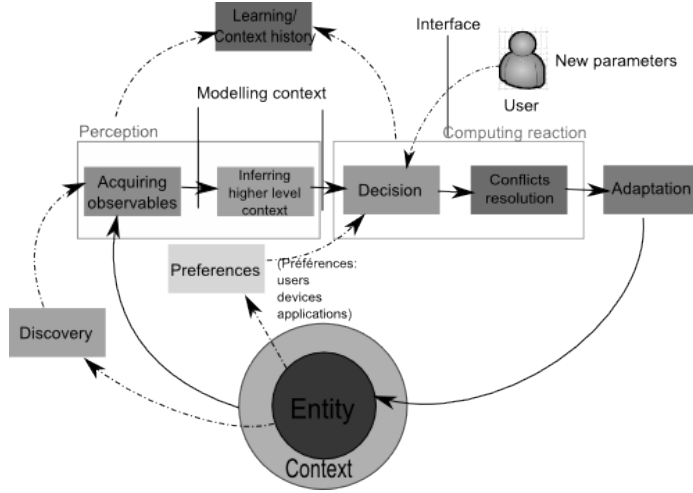 Learning/
Context history
Interface
New parameters
User
Modelling context
Perception
Computing reaction
Acquiring
observables
Inferring
higher level
context
Decision
Conflicts
resolution
Adaptation
Preferences
(Préférences:
users
devices
applications)
Discovery
Entity
Context